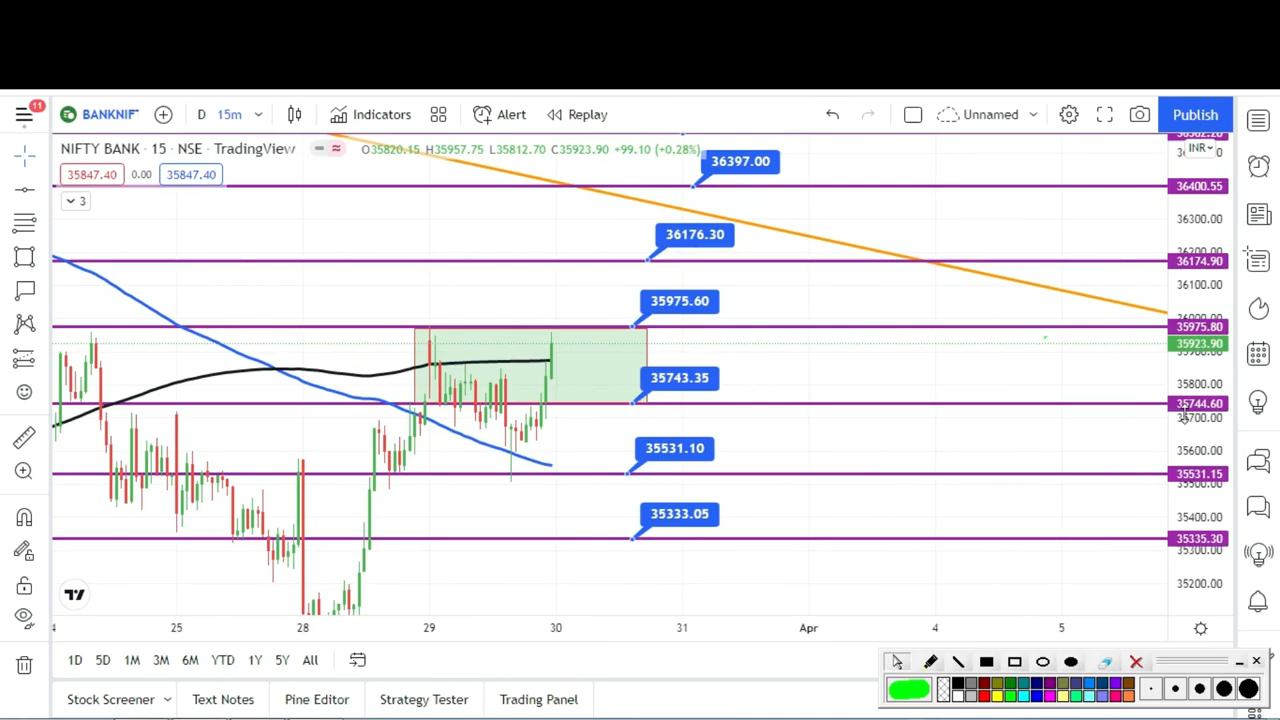 11
BANKNIF
D 15m
Indicators
Alert
Replay
Unnamed
Publish
NIFTY BANK · 15 · NSE · TradingView
O35820.15 H35957.75 L35812.70 C35923.90 +99.10 (+0.28%)
INR
35847.40 0.00 35847.40
3
36397.00
36400.55
36300.00
36176.30
36174.90
36100.00
35975.60
35975.80
35923.90
35800.00
35743.35
35744.60
35700.00
35600.00
35531.10
35531.15
35500.00
35400.00
35333.05
35335.30
35300.00
35200.00
25 28 29 30 31 Apr 4 5
1D 5D 1M 3M 6M YTD 1Y 5Y All
Stock Screener Text Notes Pine Editor Strategy Tester Trading Panel